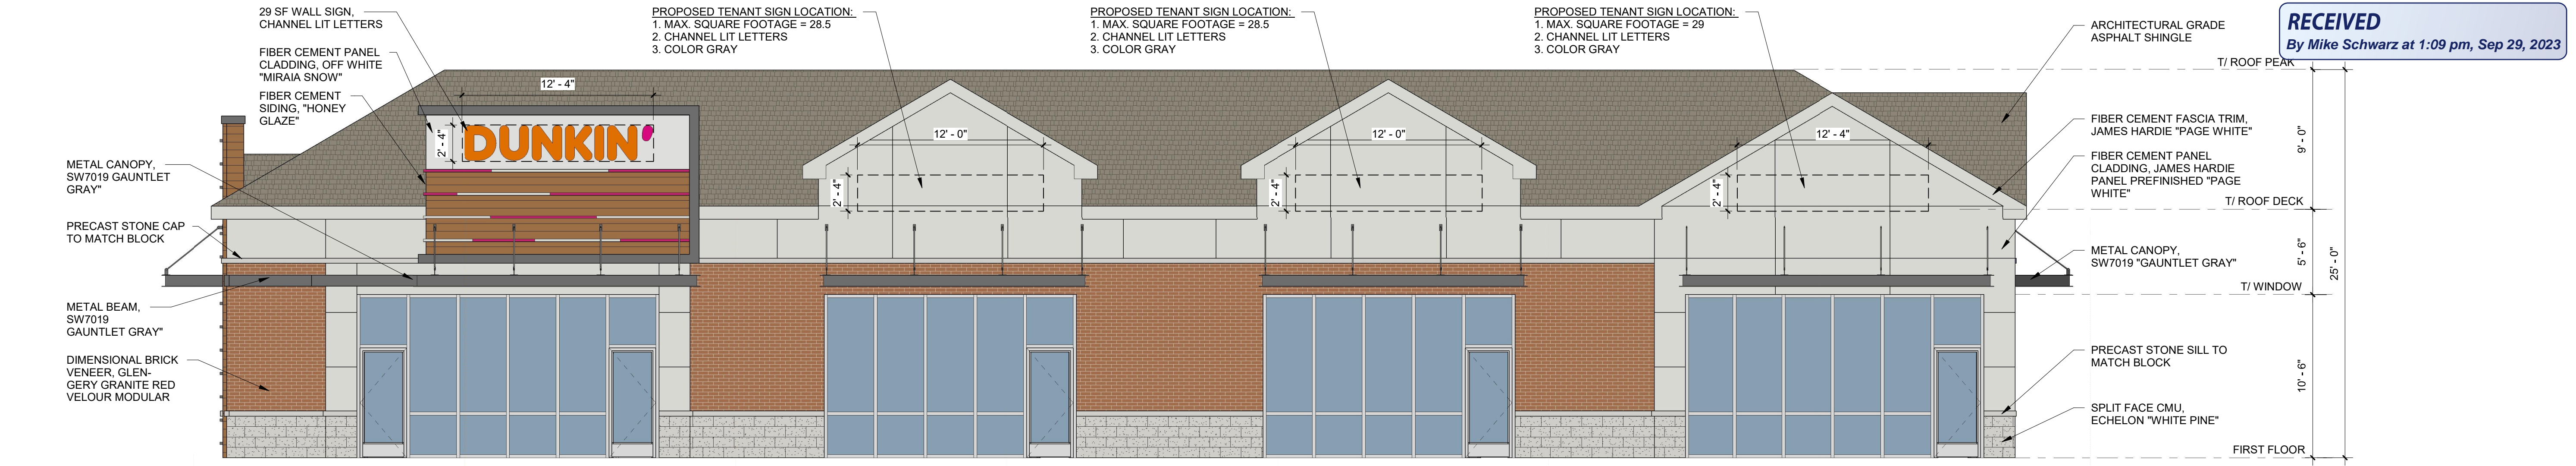 29 SF WALL SIGN,
CHANNEL LIT LETTERS
FIBER CEMENT PANEL
CLADDING, OFF WHITE
"MIRAIA SNOW"
FIBER CEMENT
SIDING, "HONEY
GLAZE"
METAL CANOPY,
SW7019 GAUNTLET
GRAY"
PRECAST STONE CAP
TO MATCH BLOCK
METAL BEAM,
SW7019
GAUNTLET GRAY"
DIMENSIONAL BRICK
VENEER, GLEN-
GERY GRANITE RED
VELOUR MODULAR
12' - 4"
2' - 4"
DUNKIN'
PROPOSED TENANT SIGN LOCATION:
1. MAX. SQUARE FOOTAGE = 28.5
2. CHANNEL LIT LETTERS
3. COLOR GRAY
12' - 0"
2' - 4"
PROPOSED TENANT SIGN LOCATION:
1. MAX. SQUARE FOOTAGE = 28.5
2. CHANNEL LIT LETTERS
3. COLOR GRAY
12' - 0"
2' - 4"
PROPOSED TENANT SIGN LOCATION:
1. MAX. SQUARE FOOTAGE = 29
2. CHANNEL LIT LETTERS
3. COLOR GRAY
12' - 4"
2' - 4"
ARCHITECTURAL GRADE
ASPHALT SHINGLE
FIBER CEMENT FASCIA TRIM,
JAMES HARDIE "PAGE WHITE"
FIBER CEMENT PANEL
CLADDING, JAMES HARDIE
PANEL PREFINISHED "PAGE
WHITE"
METAL CANOPY,
SW7019 "GAUNTLET GRAY"
PRECAST STONE SILL TO
MATCH BLOCK
SPLIT FACE CMU,
ECHELON "WHITE PINE"
RECEIVED
By Mike Schwarz at 1:09 pm, Sep 29, 2023
T/ ROOF PEAK
T/ ROOF DECK
T/ WINDOW
FIRST FLOOR
9' - 0"
5' - 6"
10' - 6"
25' - 0"